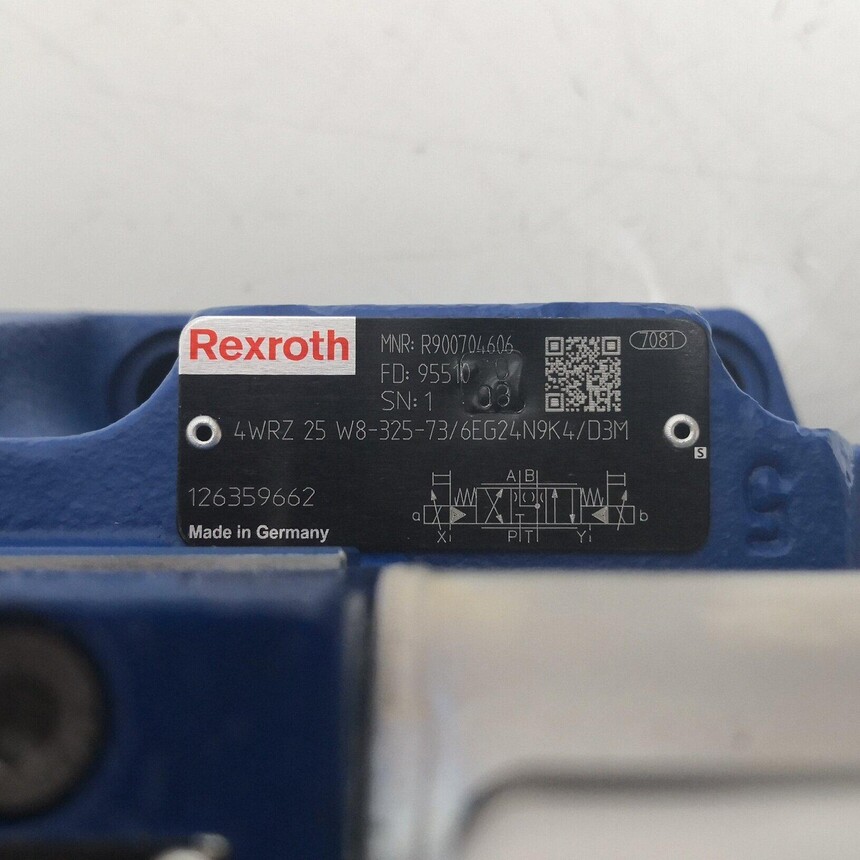 Rexroth
MNR: R900704606
FD: 95510
SN: 1
7081
4WRZ 25 W8-325-73/6EG24N9K4/D3M
S
126359662
Made in Germany
A B
a b
T
X P T Y